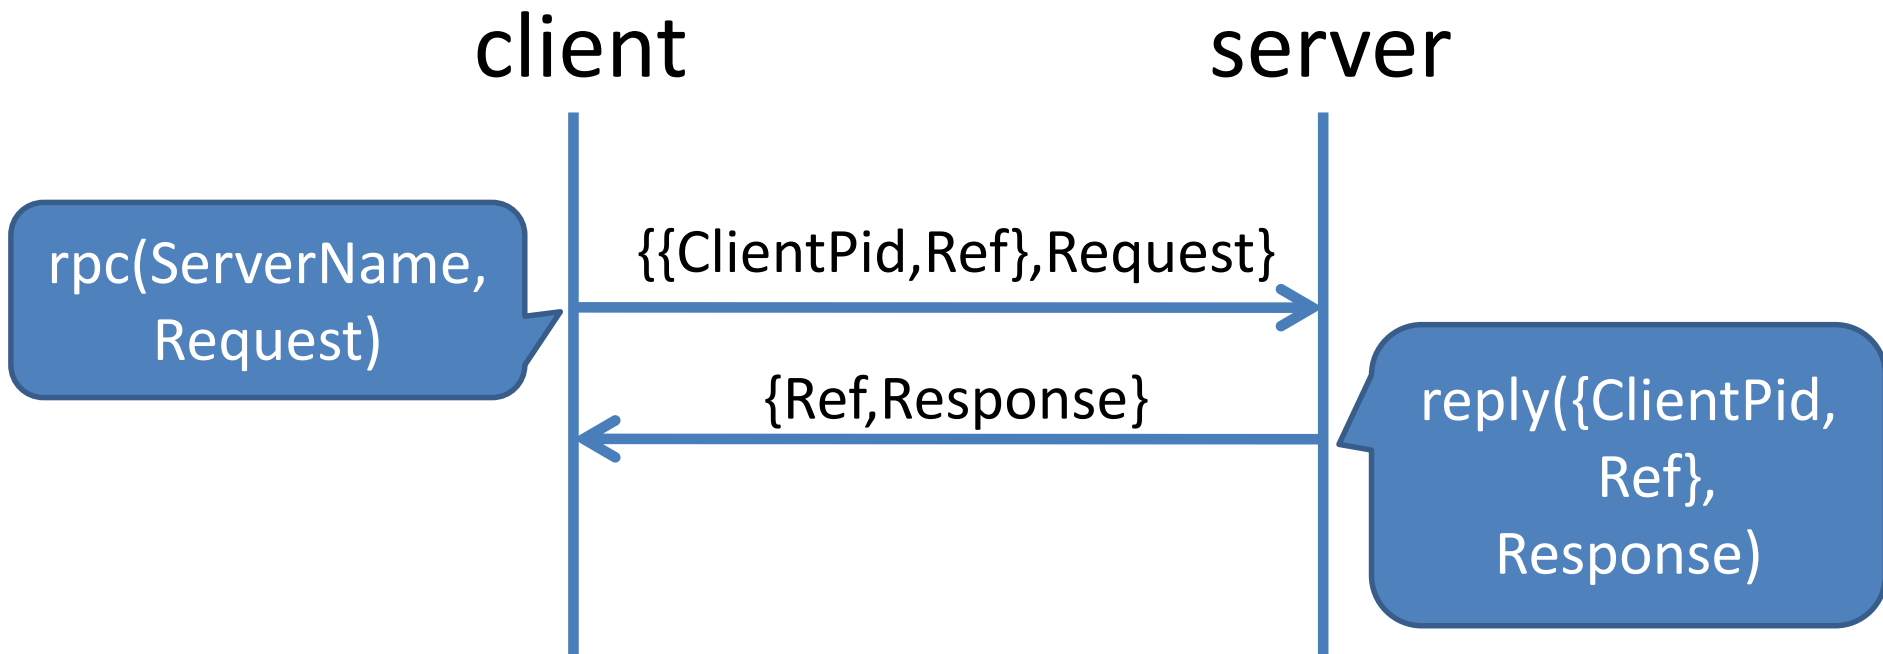 client
server
rpc(ServerName,
Request)
{{ClientPid,Ref},Request}
{Ref,Response}
reply({ClientPid,
Ref},
Response)